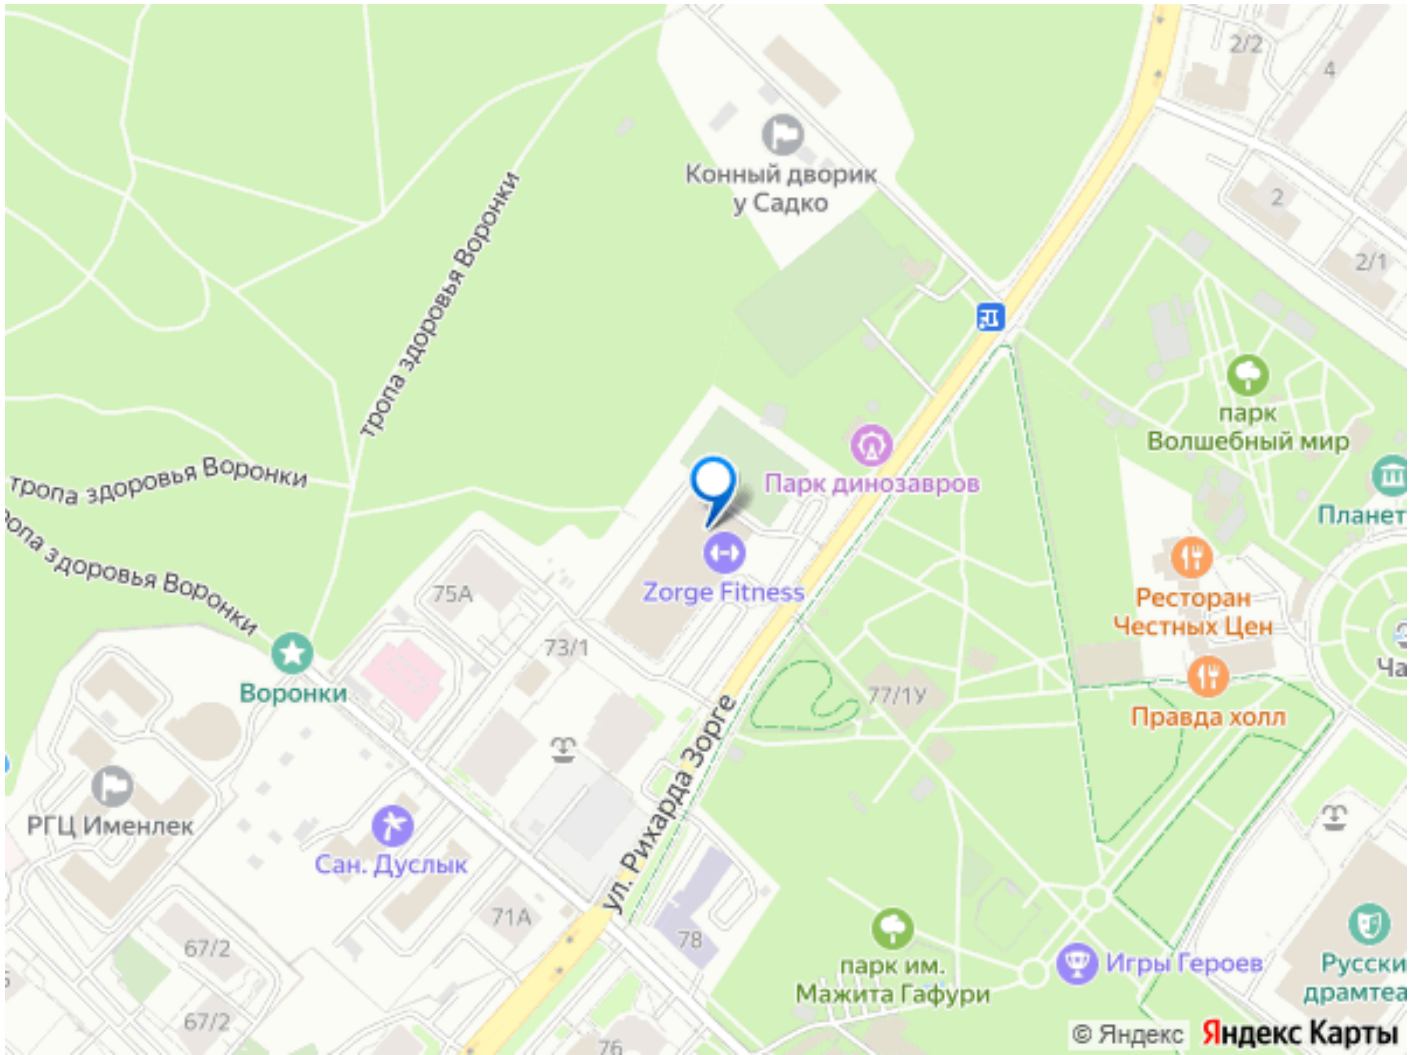 2/2
4
Конный дворик
у Садко
2
2/1
тропа здоровья Воронки
парк
Волшебный мир
тропа здоровья Воронки
Парк динозавров
Планет
тропа здоровья Воронки
75А
Zorge Fitness
Ресторан
Честных Цен
73/1
Ча
Воронки
77/1У
Правда холл
ул. Рихарда Зорге
РГЦ Именлек
Сан. Дуслык
71А
78
67/2
парк им.
Мажита Гафури
Игры Героев
Русски
драмтеа
67/2
76
© Яндекс
Яндекс Карты